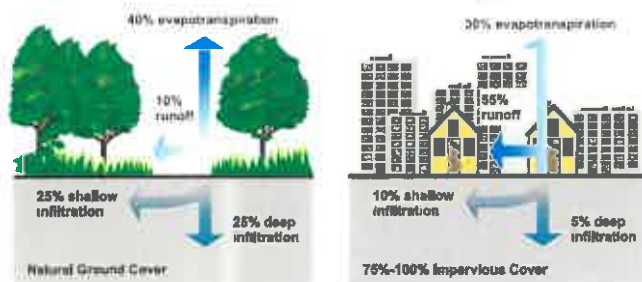 40% evapotranspiration
10%
runoff
25% shallow
infiltration
25% deep
infiltration
Natural Ground Cover
30% evapotranspiration
55%
runoff
10% shallow
infiltration
5% deep
infiltration
75%-100% Impervious Cover